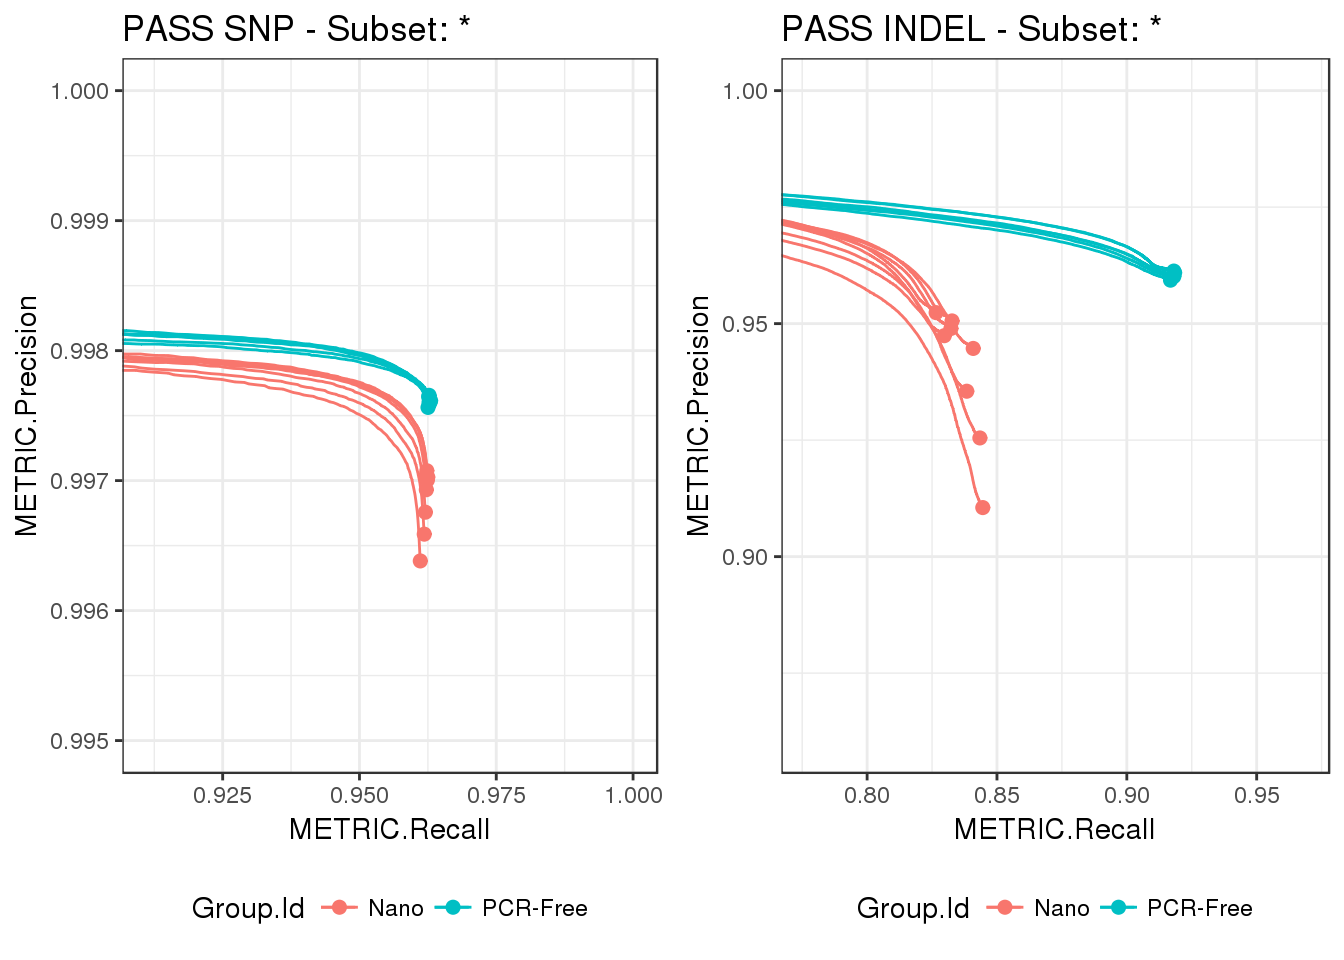 PASS SNP - Subset: *
METRIC.Precision
1.000
0.999
0.998
0.997
0.996
0.995
0.925 0.950 0.975 1.000
METRIC.Recall
Group.Id Nano PCR-Free
PASS INDEL - Subset: *
METRIC.Precision
1.00
0.95
0.90
0.80 0.85 0.90 0.95
METRIC.Recall
Group.Id Nano PCR-Free